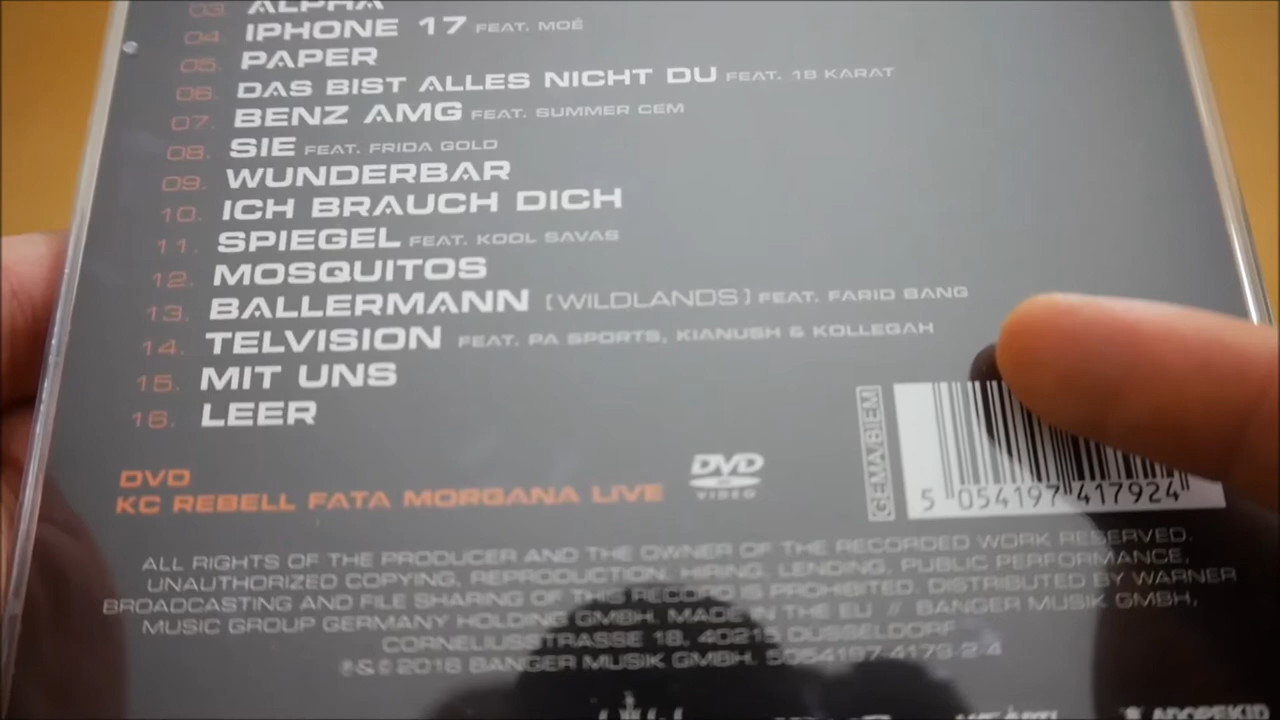 03. ALPHA
04. IPHONE 17 FEAT. MOÉ
05. PAPER
06. DAS BIST ALLES NICHT DU FEAT. 18 KARAT
07. BENZ AMG FEAT. SUMMER CEM
08. SIE FEAT. FRIDA GOLD
09. WUNDERBAR
10. ICH BRAUCH DICH
11. SPIEGEL FEAT. KOOL SAVAS
12. MOSQUITOS
13. BALLERMANN [WILDLANDS] FEAT. FARID BANG
14. TELVISION FEAT. PA SPORTS, KIANUSH & KOLLEGAH
15. MIT UNS
16. LEER
DVD
KC REBELL FATA MORGANA LIVE
DVD
VIDEO
GEMA/BIEM
5 054197 417924
ALL RIGHTS OF THE PRODUCER AND THE OWNER OF THE RECORDED WORK RESERVED.
UNAUTHORIZED COPYING, REPRODUCTION, HIRING, LENDING, PUBLIC PERFORMANCE,
BROADCASTING AND FILE SHARING OF THIS RECORD IS PROHIBITED. DISTRIBUTED BY WARNER
MUSIC GROUP GERMANY HOLDING GMBH. MADE IN THE EU // BANGER MUSIK GMBH,
CORNELIUSSTRASSE 18, 40215 DÜSSELDORF
℗&© 2016 BANGER MUSIK GMBH. 5054197-4179-2-4